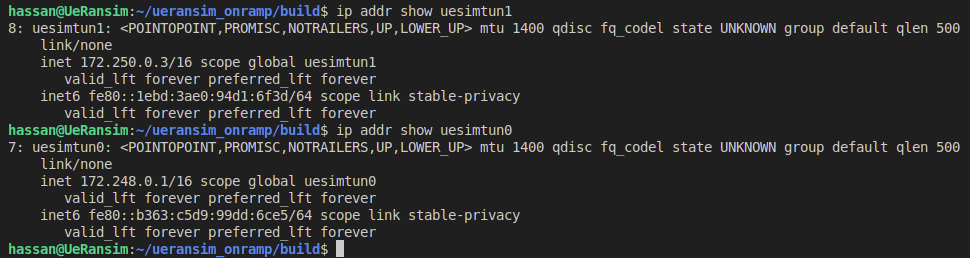 hassan@UeRansim:~/ueransim_onramp/build$ ip addr show uesimtun1
8: uesimtun1: <POINTOPOINT,PROMISC,NOTRAILERS,UP,LOWER_UP> mtu 1400 qdisc fq_codel state UNKNOWN group default qlen 500
    link/none
    inet 172.250.0.3/16 scope global uesimtun1
       valid_lft forever preferred_lft forever
    inet6 fe80::1ebd:3ae0:94d1:6f3d/64 scope link stable-privacy
       valid_lft forever preferred_lft forever
hassan@UeRansim:~/ueransim_onramp/build$ ip addr show uesimtun0
7: uesimtun0: <POINTOPOINT,PROMISC,NOTRAILERS,UP,LOWER_UP> mtu 1400 qdisc fq_codel state UNKNOWN group default qlen 500
    link/none
    inet 172.248.0.1/16 scope global uesimtun0
       valid_lft forever preferred_lft forever
    inet6 fe80::b363:c5d9:99dd:6ce5/64 scope link stable-privacy
       valid_lft forever preferred_lft forever
hassan@UeRansim:~/ueransim_onramp/build$